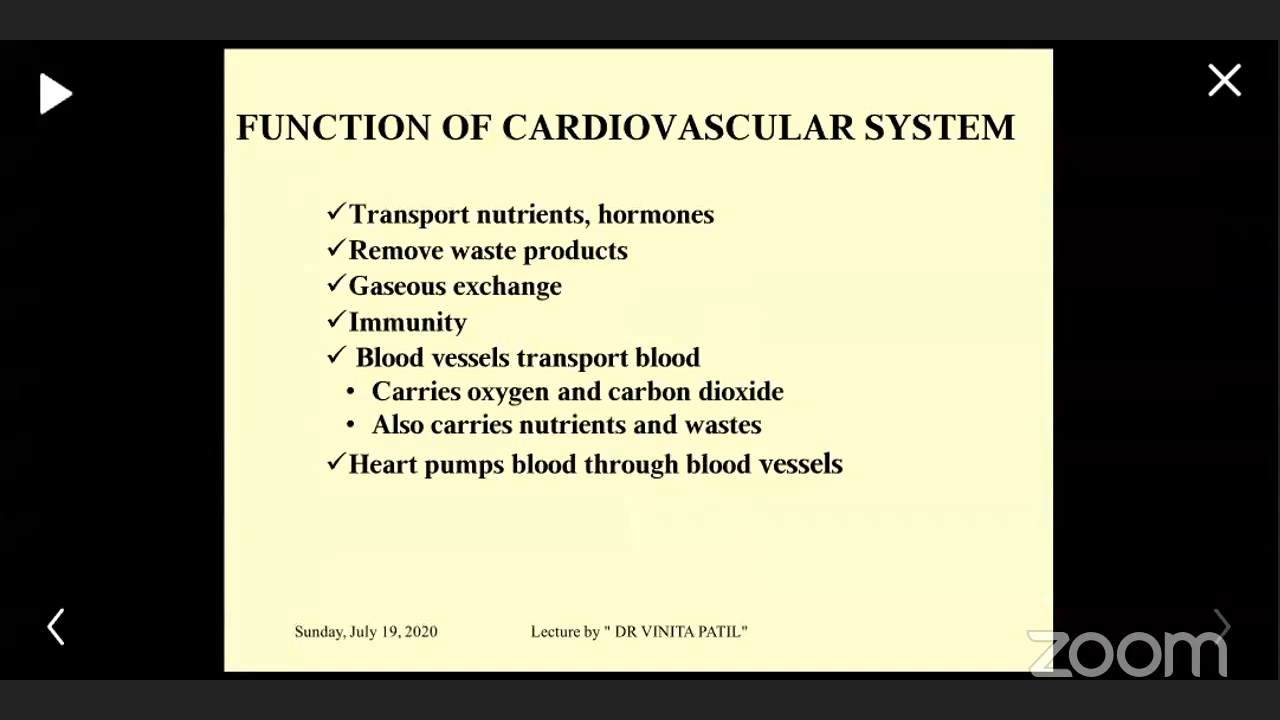 FUNCTION OF CARDIOVASCULAR SYSTEM
✓Transport nutrients, hormones
✓Remove waste products
✓Gaseous exchange
✓Immunity
✓ Blood vessels transport blood
• Carries oxygen and carbon dioxide
• Also carries nutrients and wastes
✓Heart pumps blood through blood vessels
Sunday, July 19, 2020 Lecture by " DR VINITA PATIL"
zoom